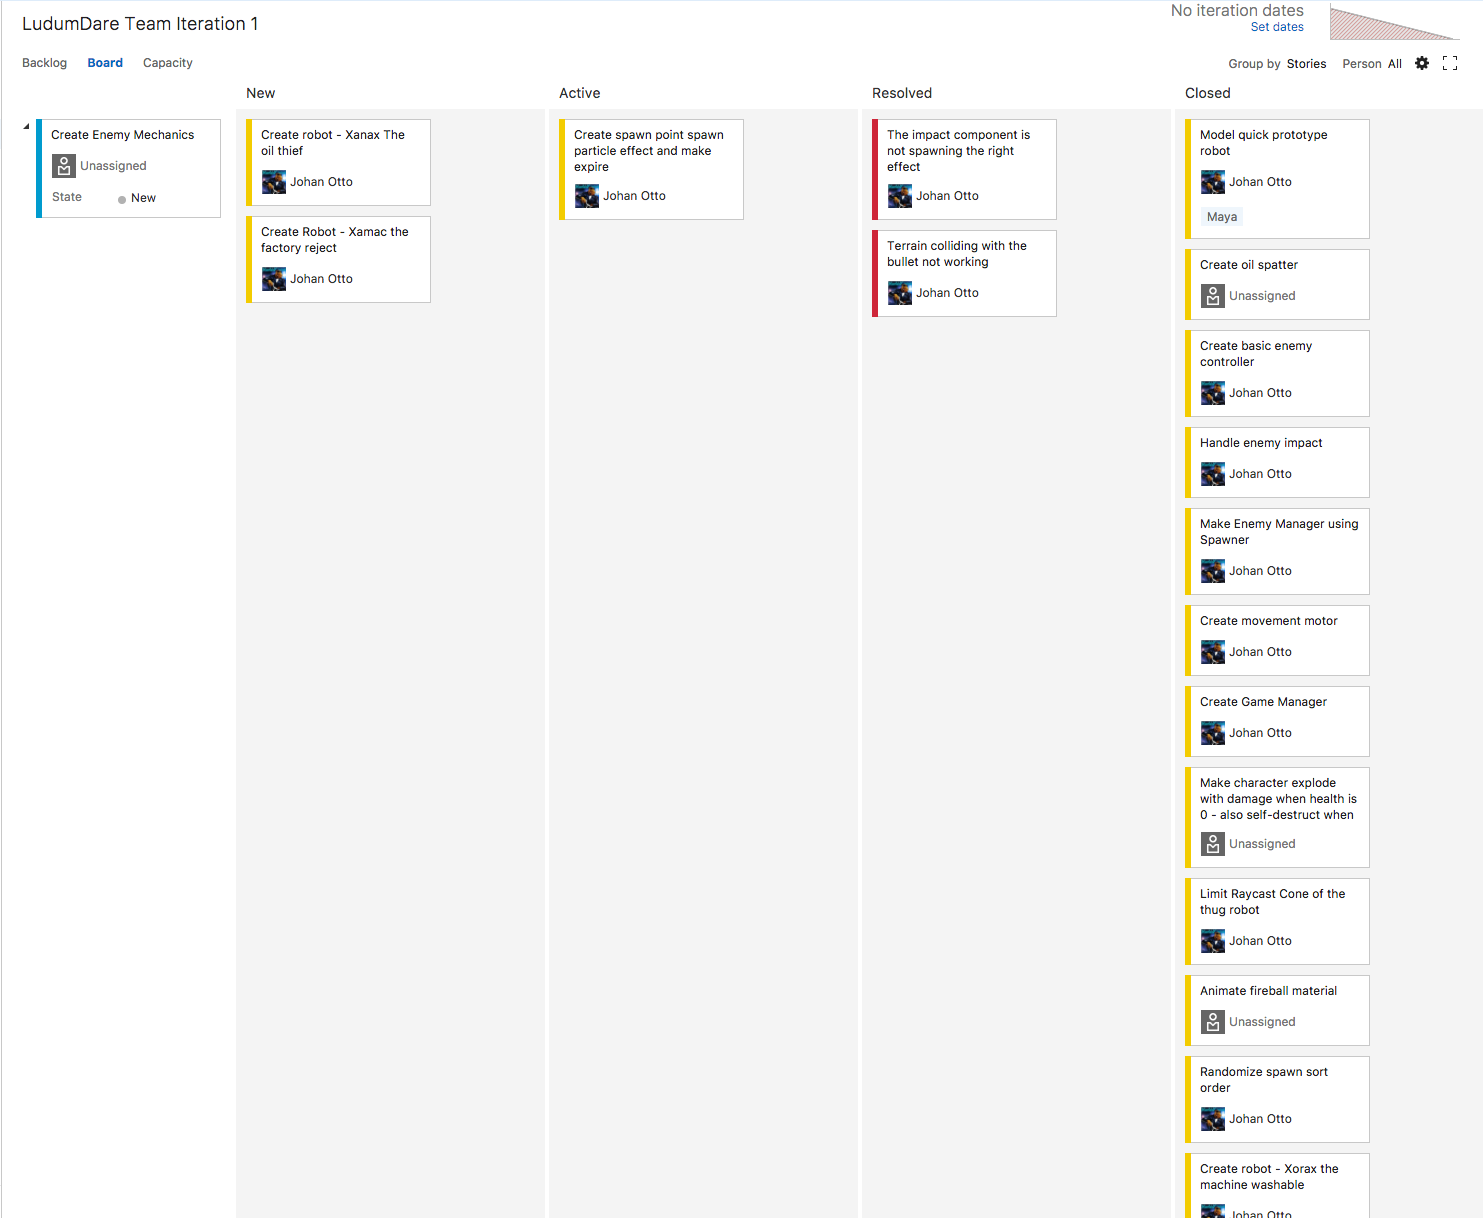 LudumDare Team Iteration 1
No iteration dates
Set dates
Backlog Board Capacity
Group by Stories Person All
New Active Resolved Closed
Create Enemy Mechanics
Unassigned
State New
Create robot - Xanax The
oil thief
Johan Otto
Create Robot - Xamac the
factory reject
Johan Otto
Create spawn point spawn
particle effect and make
expire
Johan Otto
The impact component is
not spawning the right
effect
Johan Otto
Terrain colliding with the
bullet not working
Johan Otto
Model quick prototype
robot
Johan Otto
Maya
Create oil spatter
Unassigned
Create basic enemy
controller
Johan Otto
Handle enemy impact
Johan Otto
Make Enemy Manager using
Spawner
Johan Otto
Create movement motor
Johan Otto
Create Game Manager
Johan Otto
Make character explode
with damage when health is
0 - also self-destruct when
Unassigned
Limit Raycast Cone of the
thug robot
Johan Otto
Animate fireball material
Unassigned
Randomize spawn sort
order
Johan Otto
Create robot - Xorax the
machine washable
Johan Otto